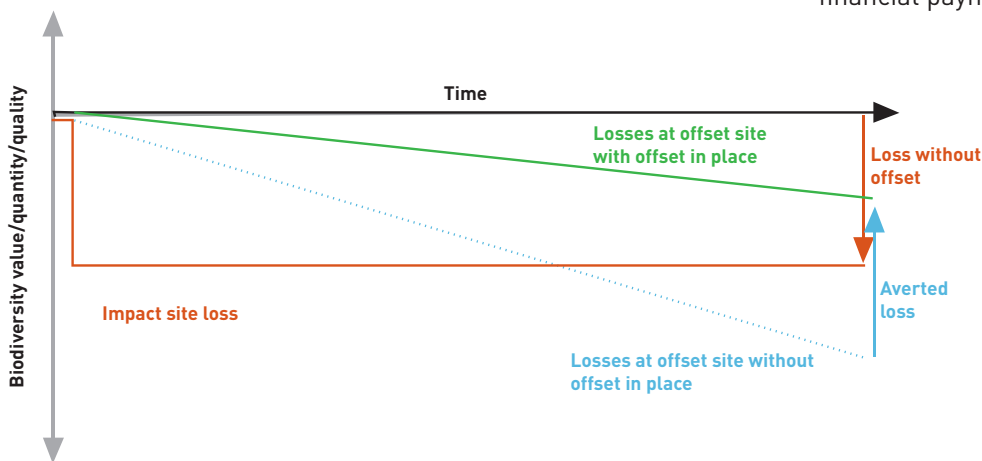 Biodiversity value/quantity/quality
Time
Losses at offset site
with offset in place
Loss without
offset
Impact site loss
Averted
loss
Losses at offset site without
offset in place